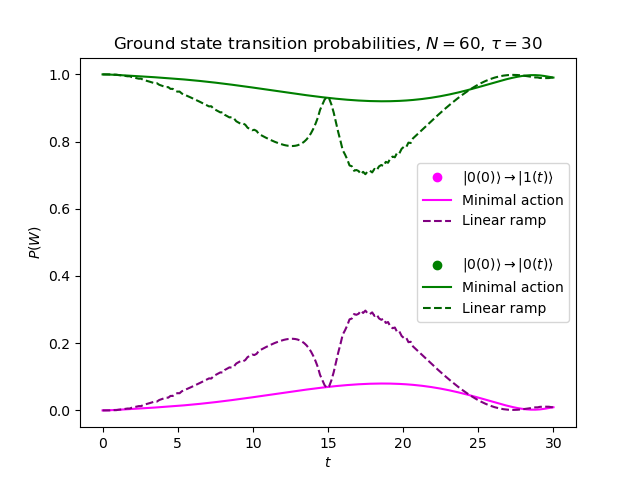 Ground state transition probabilities, N = 60, τ = 30
P(W)
1.0
0.8
0.6
0.4
0.2
0.0
|0(0)⟩ → |1(t)⟩
Minimal action
Linear ramp
|0(0)⟩ → |0(t)⟩
Minimal action
Linear ramp
0 5 10 15 20 25 30
t